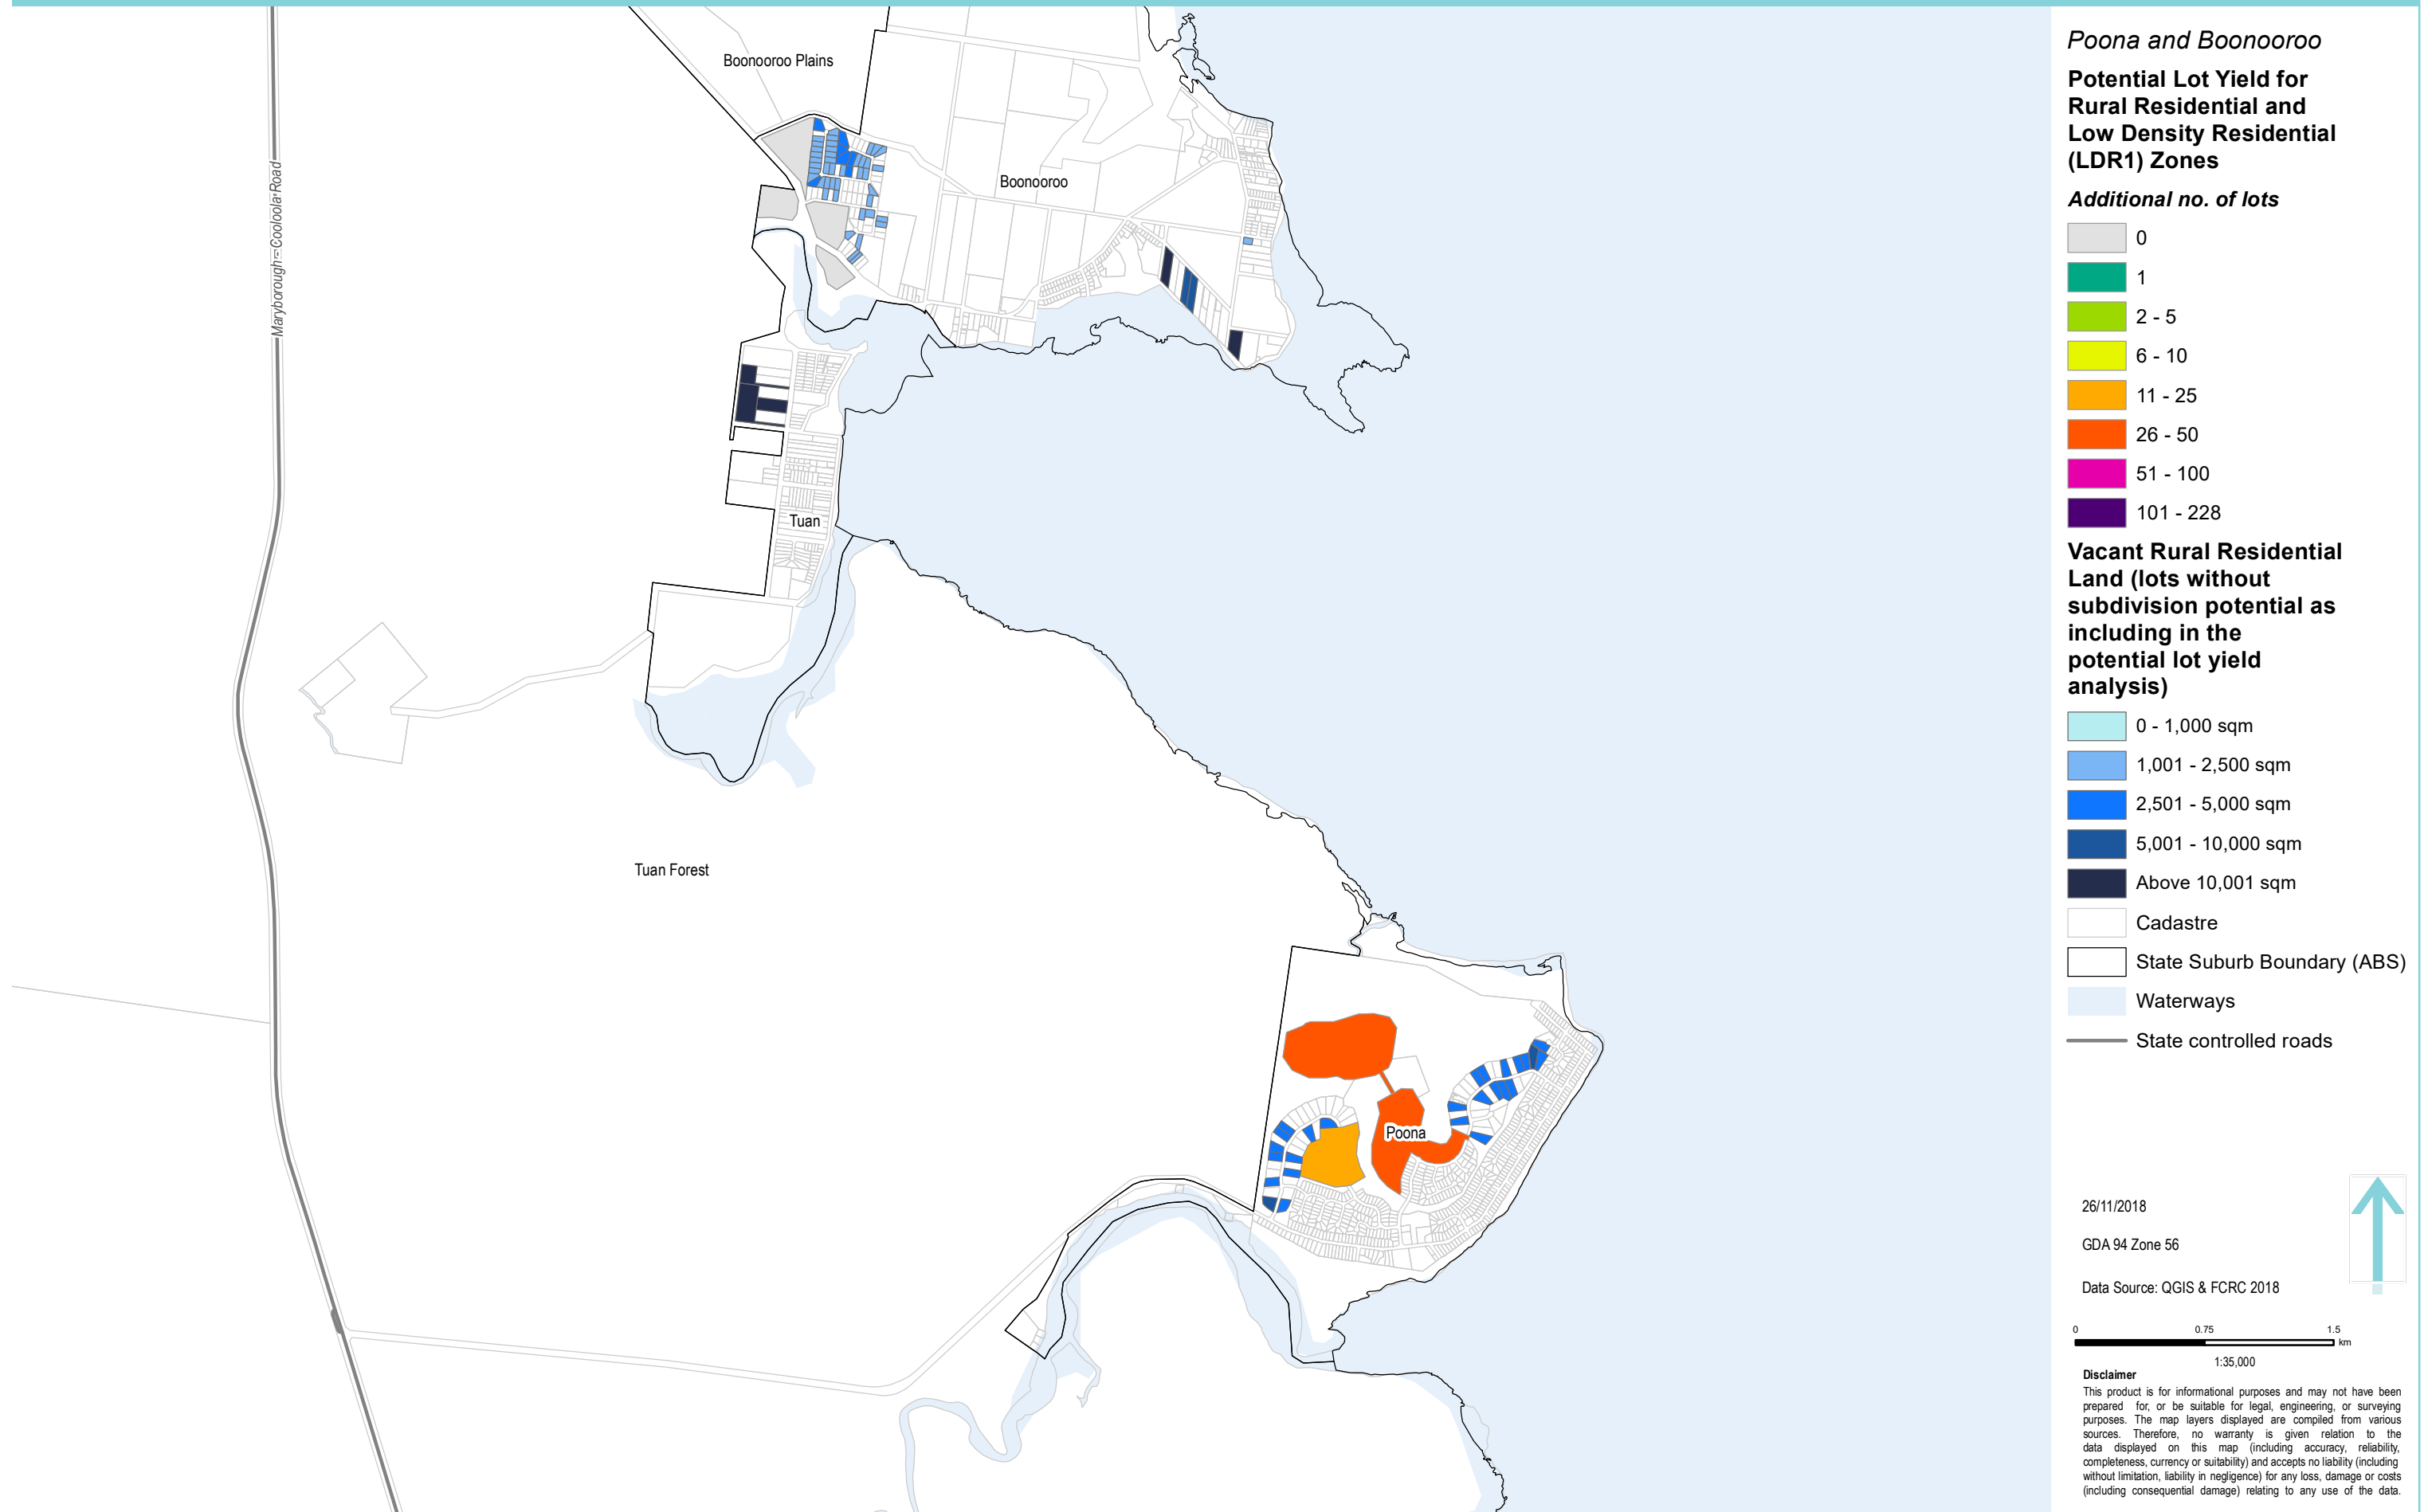 Poona and Boonooroo
Potential Lot Yield for
Rural Residential and
Low Density Residential
(LDR1) Zones
Additional no. of lots
0
1
2 - 5
6 - 10
11 - 25
26 - 50
51 - 100
101 - 228
Vacant Rural Residential
Land (lots without
subdivision potential as
including in the
potential lot yield
analysis)
0 - 1,000 sqm
1,001 - 2,500 sqm
2,501 - 5,000 sqm
5,001 - 10,000 sqm
Above 10,001 sqm
Cadastre
State Suburb Boundary (ABS)
Waterways
State controlled roads
26/11/2018
GDA 94 Zone 56
Data Source: QGIS & FCRC 2018
0 0.75 1.5
km
1:35,000
Disclaimer
This product is for informational purposes and may not have been
prepared for, or be suitable for legal, engineering, or surveying
purposes. The map layers displayed are compiled from various
sources. Therefore, no warranty is given relation to the
data displayed on this map (including accuracy, reliability,
completeness, currency or suitability) and accepts no liability (including
without limitation, liability in negligence) for any loss, damage or costs
(including consequential damage) relating to any use of the data.
Boonooroo Plains
Boonooroo
Maryborough - Cooloola Road
Tuan
Tuan Forest
Poona